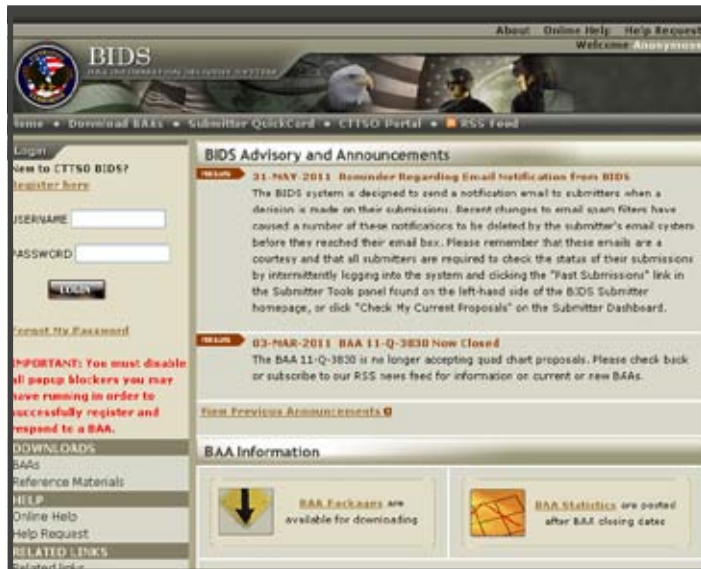 About Online Help Help Request
Welcome Anonymous
BIDS
BAA INFORMATION DELIVERY SYSTEM
Home • Download BAAs • Submitter QuickCard • CTTSO Portal • RSS Feed
Login
New to CTTSO BIDS?
Register here
USERNAME
PASSWORD
LOGIN
Forgot My Password
IMPORTANT: You must disable
all popup blockers you may
have running in order to
successfully register and
respond to a BAA.
DOWNLOADS
BAAs
Reference Materials
HELP
Online Help
Help Request
RELATED LINKS
Related links
BIDS Advisory and Announcements
31-MAY-2011 Reminder Regarding Email Notification from BIDS
The BIDS system is designed to send a notification email to submitters when a
decision is made on their submissions. Recent changes to email spam filters have
caused a number of these notifications to be deleted by the submitter's email system
before they reached their email box. Please remember that these emails are a
courtesy and that all submitters are required to check the status of their submissions
by intermittently logging into the system and clicking the "Past Submissions" link in
the Submitter Tools panel found on the left-hand side of the BIDS Submitter
homepage, or click "Check My Current Proposals" on the Submitter Dashboard.
03-MAR-2011 BAA 11-Q-3830 Now Closed
The BAA 11-Q-3830 is no longer accepting quad chart proposals. Please check back
or subscribe to our RSS news feed for information on current or new BAAs.
View Previous Announcements
BAA Information
BAA Packages are
available for downloading
BAA Statistics are posted
after BAA closing dates